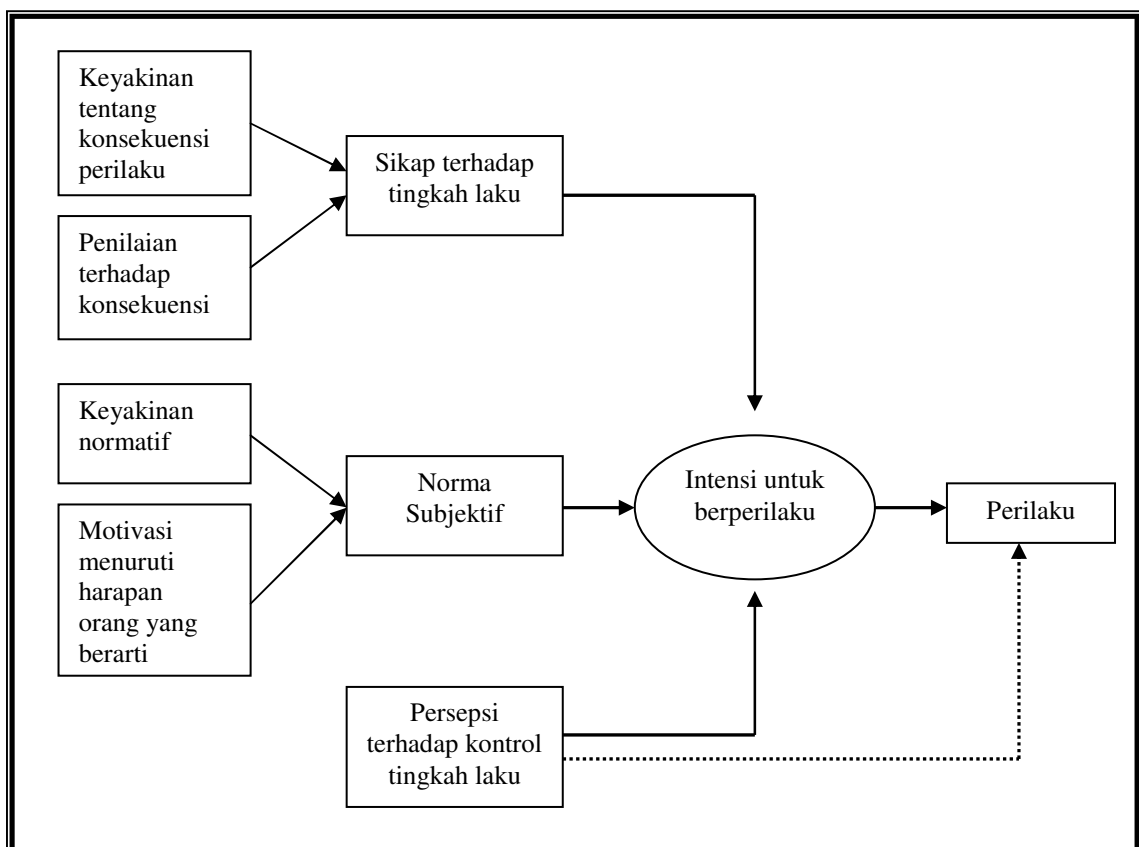 Keyakinan
tentang
konsekuensi
perilaku
Sikap terhadap
tingkah laku
Penilaian
terhadap
konsekuensi
Keyakinan
normatif
Norma
Subjektif
Intensi untuk
berperilaku
Perilaku
Motivasi
menuruti
harapan
orang yang
berarti
Persepsi
terhadap kontrol
tingkah laku